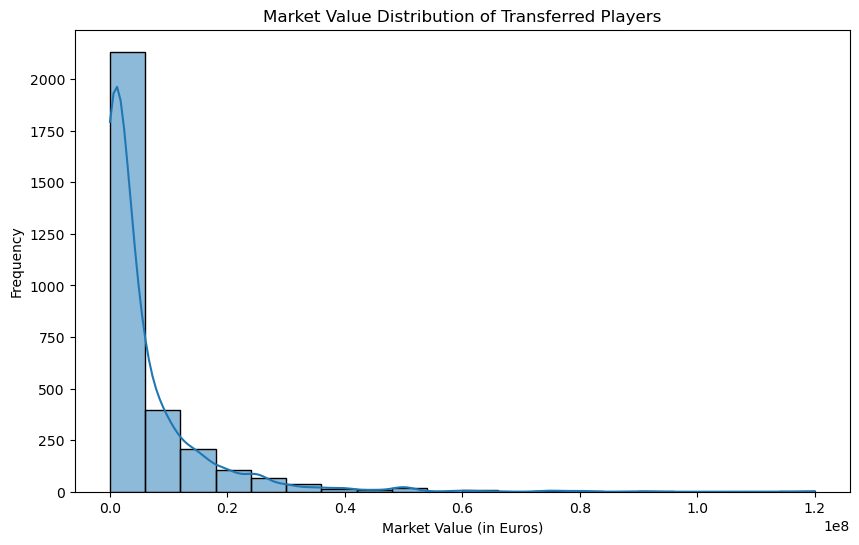 Market Value Distribution of Transferred Players
Frequency
2000
1750
1500
1250
1000
750
500
250
0
0.0 0.2 0.4 0.6 0.8 1.0 1.2
1e8
Market Value (in Euros)